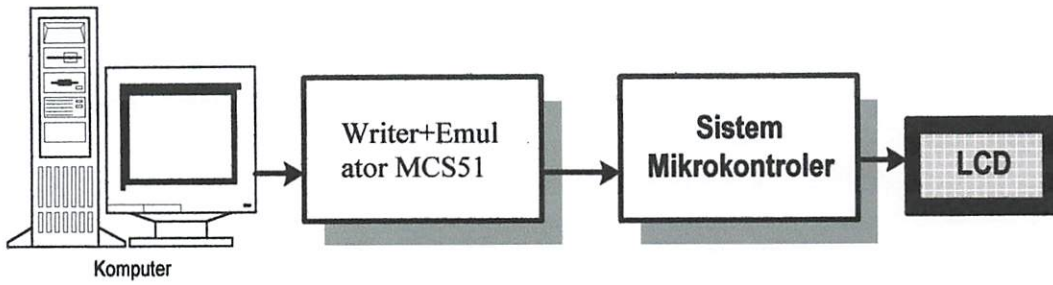 Komputer
Writer+Emul
ator MCS51
Sistem
Mikrokontroler
LCD